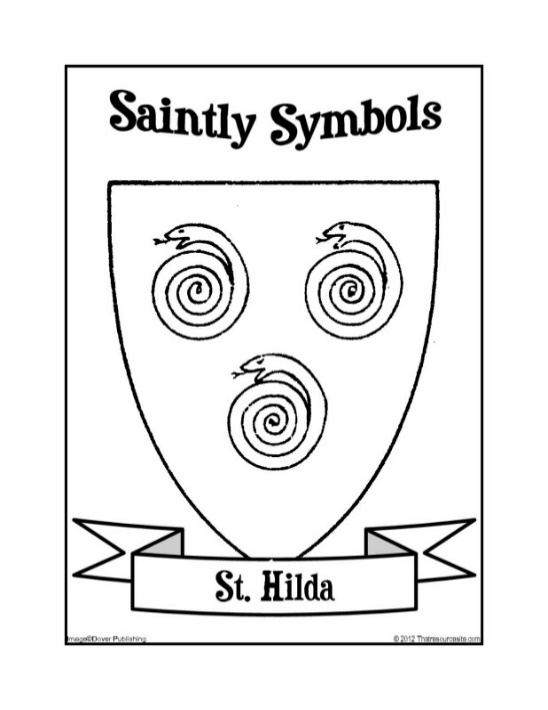 Saintly Symbols
St. Hilda
Image©Dover Publishing
© 2012 Thatresourcesite.com